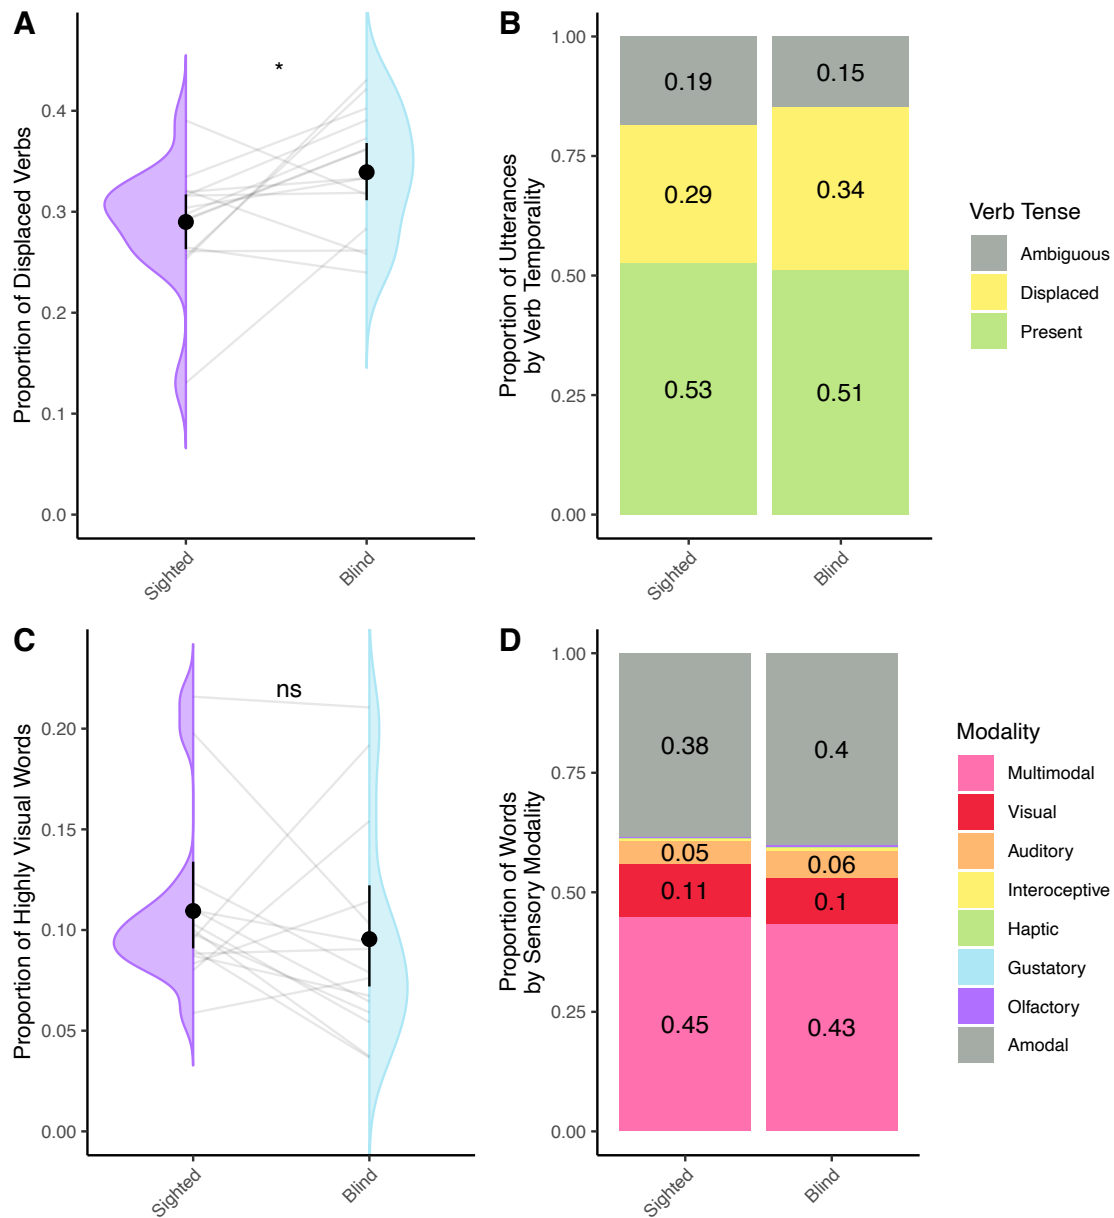 A
Proportion of Displaced Verbs
0.4
0.3
0.2
0.1
0.0
*
Sighted
Blind
B
Proportion of Utterances
by Verb Temporality
1.00
0.75
0.50
0.25
0.00
0.19
0.15
0.29
0.34
0.53
0.51
Sighted
Blind
Verb Tense
Ambiguous
Displaced
Present
C
Proportion of Highly Visual Words
0.20
0.15
0.10
0.05
0.00
ns
Sighted
Blind
D
Proportion of Words
by Sensory Modality
1.00
0.75
0.50
0.25
0.00
0.38
0.4
0.05
0.06
0.11
0.1
0.45
0.43
Sighted
Blind
Modality
Multimodal
Visual
Auditory
Interoceptive
Haptic
Gustatory
Olfactory
Amodal